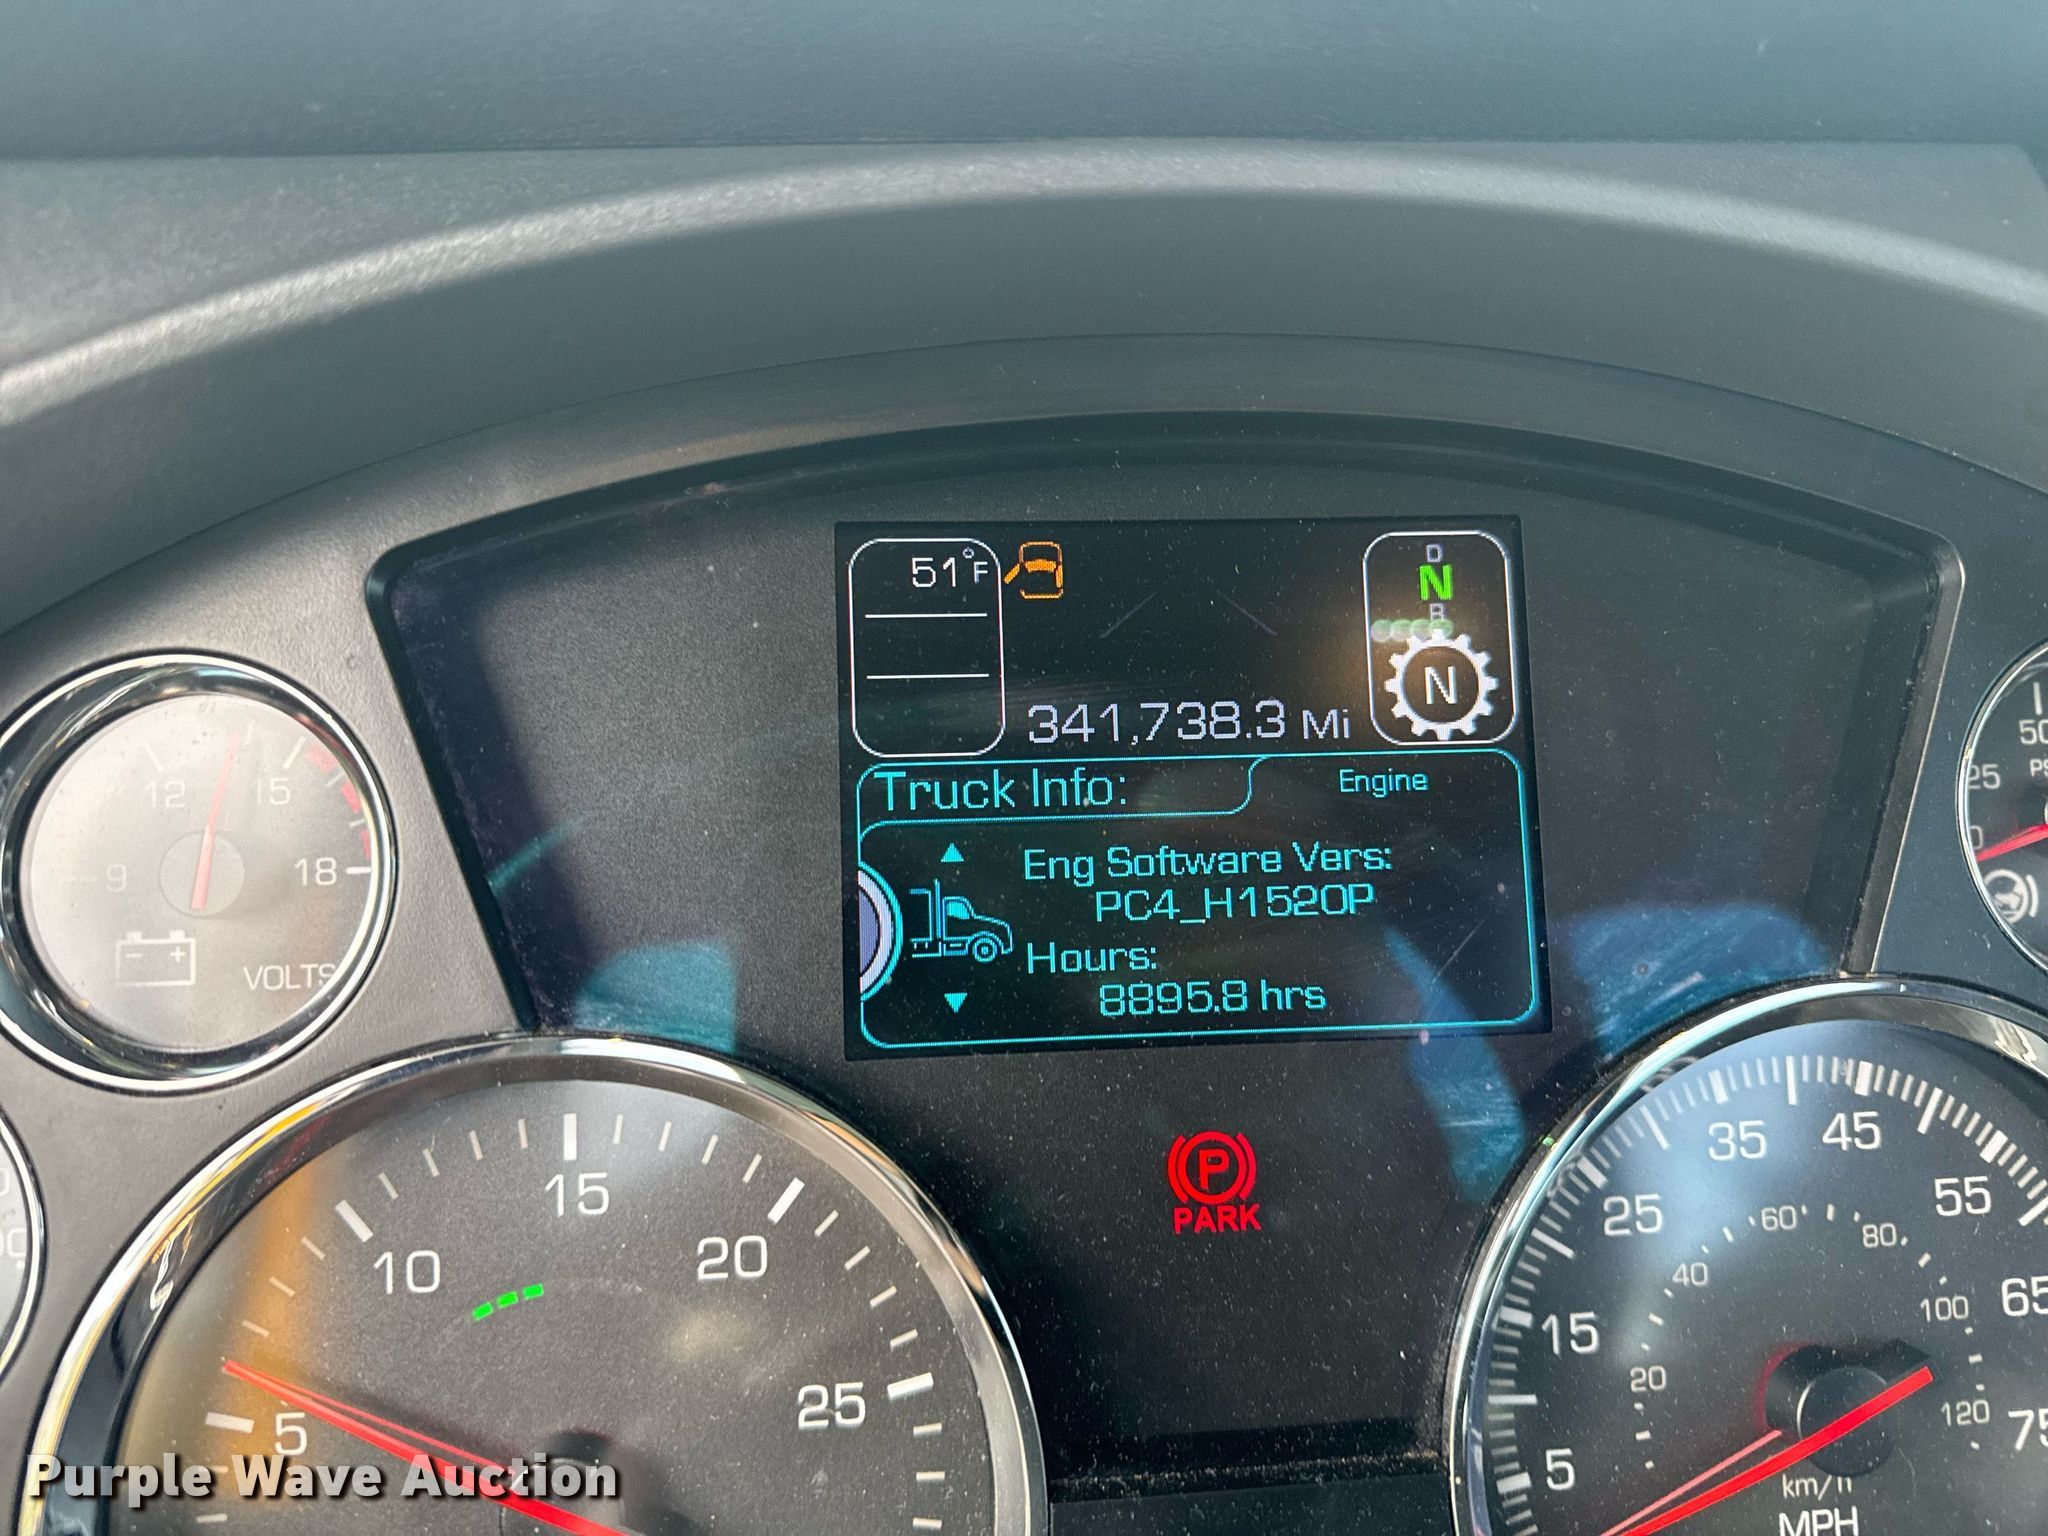 51°F
D
N
R
N
341,738.3 Mi
Truck Info:
Engine
Eng Software Vers:
PC4_H1520P
Hours:
8895.8 hrs
P
PARK
9
12
15
18
VOLTS
5
10
15
20
25
5
15
25
35
45
55
65
75
20
40
60
80
100
120
km/h
MPH
50
25
0
Purple Wave Auction